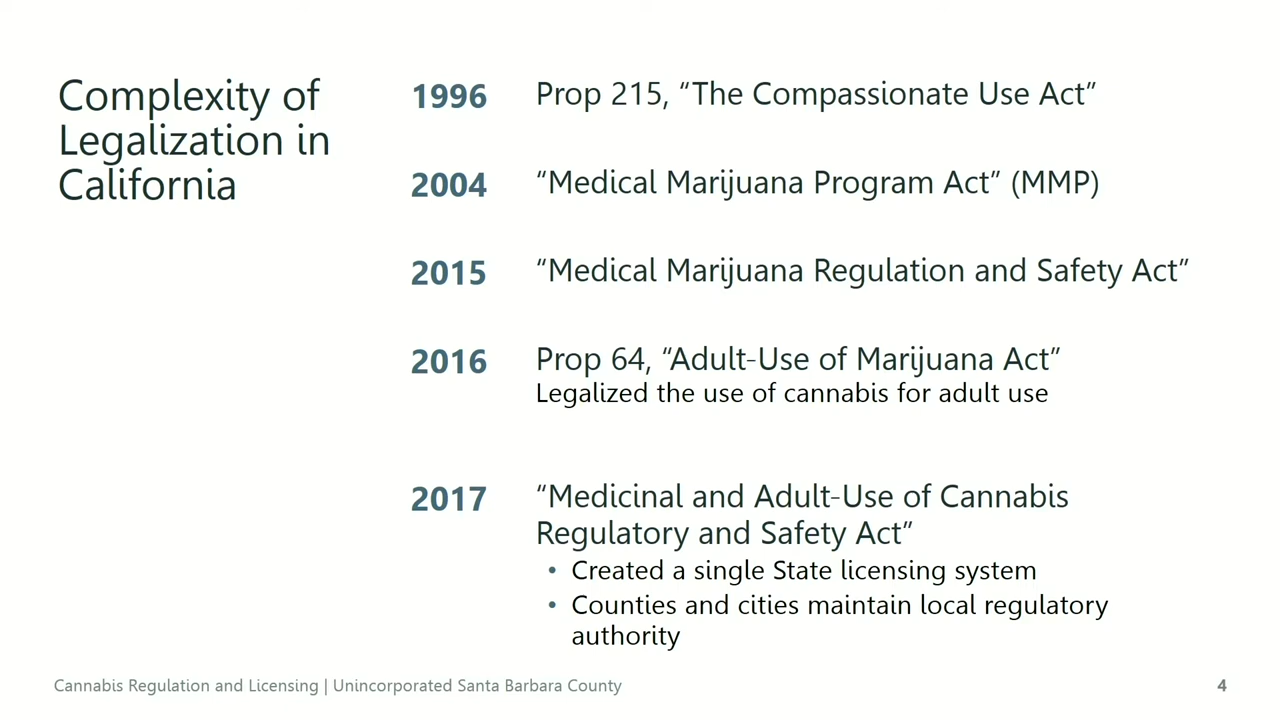 Complexity of
Legalization in
California
1996 Prop 215, “The Compassionate Use Act”
2004 “Medical Marijuana Program Act” (MMP)
2015 “Medical Marijuana Regulation and Safety Act”
2016 Prop 64, “Adult-Use of Marijuana Act”
Legalized the use of cannabis for adult use
2017 “Medicinal and Adult-Use of Cannabis
Regulatory and Safety Act”
• Created a single State licensing system
• Counties and cities maintain local regulatory
authority
Cannabis Regulation and Licensing | Unincorporated Santa Barbara County 4